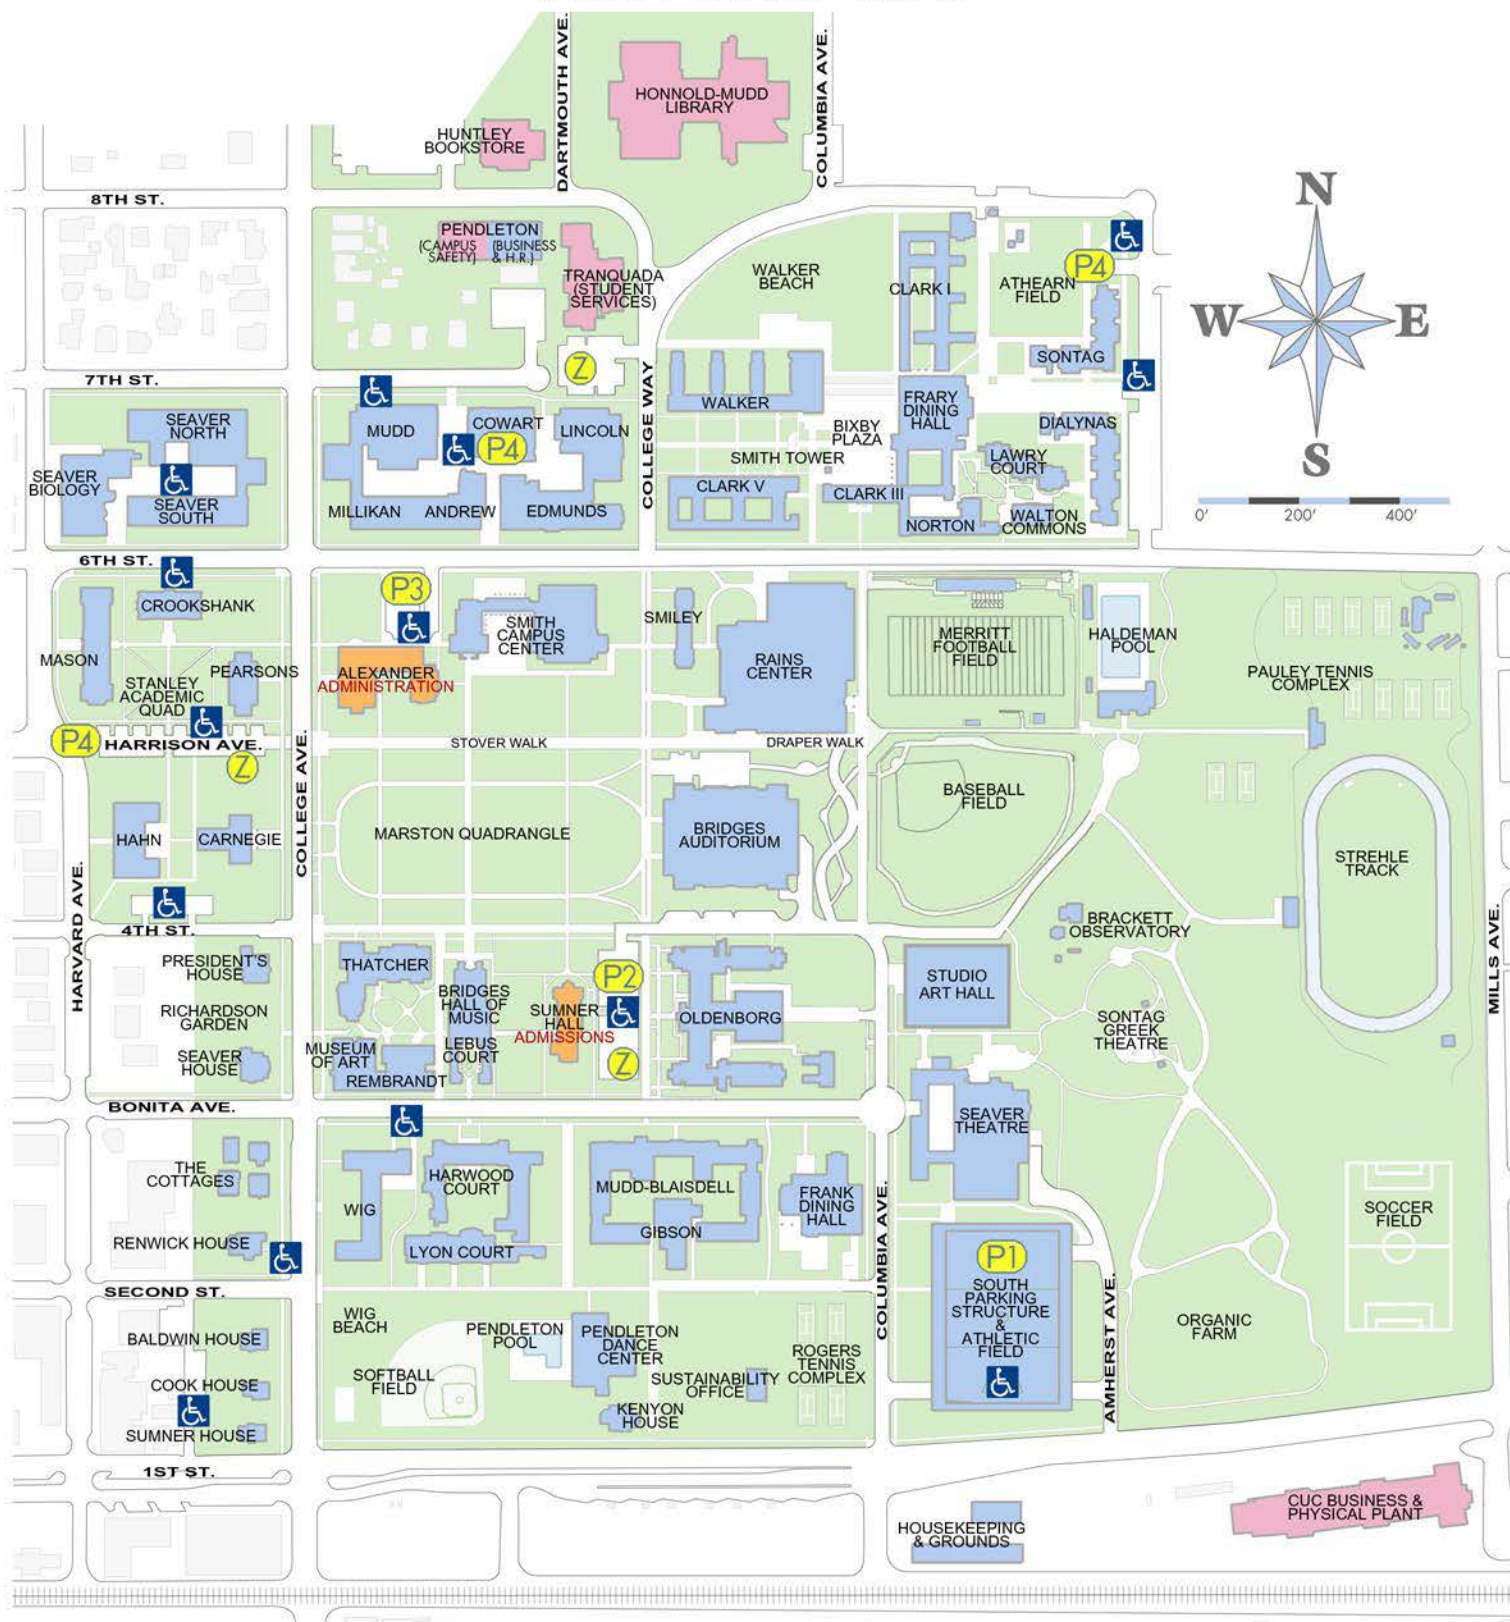 DARTMOUTH AVE.
COLUMBIA AVE.
HONNOLD-MUDD
LIBRARY
HUNTLEY
BOOKSTORE
8TH ST.
N
W
E
S
0'
200'
400'
PENDLETON
(CAMPUS
SAFETY)
(BUSINESS
& H.R.)
TRANQUADA
(STUDENT
SERVICES)
WALKER
BEACH
CLARK I
ATHEARN
FIELD
P4
SONTAG
Z
7TH ST.
COLLEGE WAY
SEAVER
NORTH
SEAVER
BIOLOGY
SEAVER
SOUTH
MUDD
COWART
P4
LINCOLN
MILLIKAN
ANDREW
EDMUNDS
WALKER
FRARY
DINING
HALL
BIXBY
PLAZA
SMITH TOWER
CLARK V
CLARK III
DIALYNAS
LAWRY
COURT
NORTON
WALTON
COMMONS
6TH ST.
CROOKSHANK
MASON
PEARSONS
STANLEY
ACADEMIC
QUAD
P3
ALEXANDER
ADMINISTRATION
SMITH
CAMPUS
CENTER
SMILEY
RAINS
CENTER
MERRITT
FOOTBALL
FIELD
HALDEMAN
POOL
PAULEY TENNIS
COMPLEX
P4
HARRISON AVE.
Z
STOVER WALK
DRAPER WALK
COLLEGE AVE.
HARVARD AVE.
HAHN
CARNEGIE
MARSTON QUADRANGLE
BRIDGES
AUDITORIUM
BASEBALL
FIELD
STREHLE
TRACK
MILLS AVE.
4TH ST.
BRACKETT
OBSERVATORY
PRESIDENT'S
HOUSE
RICHARDSON
GARDEN
SEAVER
HOUSE
THATCHER
BRIDGES
HALL OF
MUSIC
LEBUS
COURT
MUSEUM
OF ART
REMBRANDT
SUMNER
HALL
ADMISSIONS
P2
Z
OLDENBORG
STUDIO
ART HALL
SONTAG
GREEK
THEATRE
BONITA AVE.
SEAVER
THEATRE
THE
COTTAGES
RENWICK HOUSE
WIG
HARWOOD
COURT
LYON COURT
MUDD-BLAISDELL
GIBSON
FRANK
DINING
HALL
COLUMBIA AVE.
SOCCER
FIELD
P1
SOUTH
PARKING
STRUCTURE
&
ATHLETIC
FIELD
AMHERST AVE.
ORGANIC
FARM
SECOND ST.
BALDWIN HOUSE
COOK HOUSE
SUMNER HOUSE
WIG
BEACH
SOFTBALL
FIELD
PENDLETON
POOL
PENDLETON
DANCE
CENTER
SUSTAINABILITY
OFFICE
KENYON
HOUSE
ROGERS
TENNIS
COMPLEX
1ST ST.
HOUSEKEEPING
& GROUNDS
CUC BUSINESS &
PHYSICAL PLANT